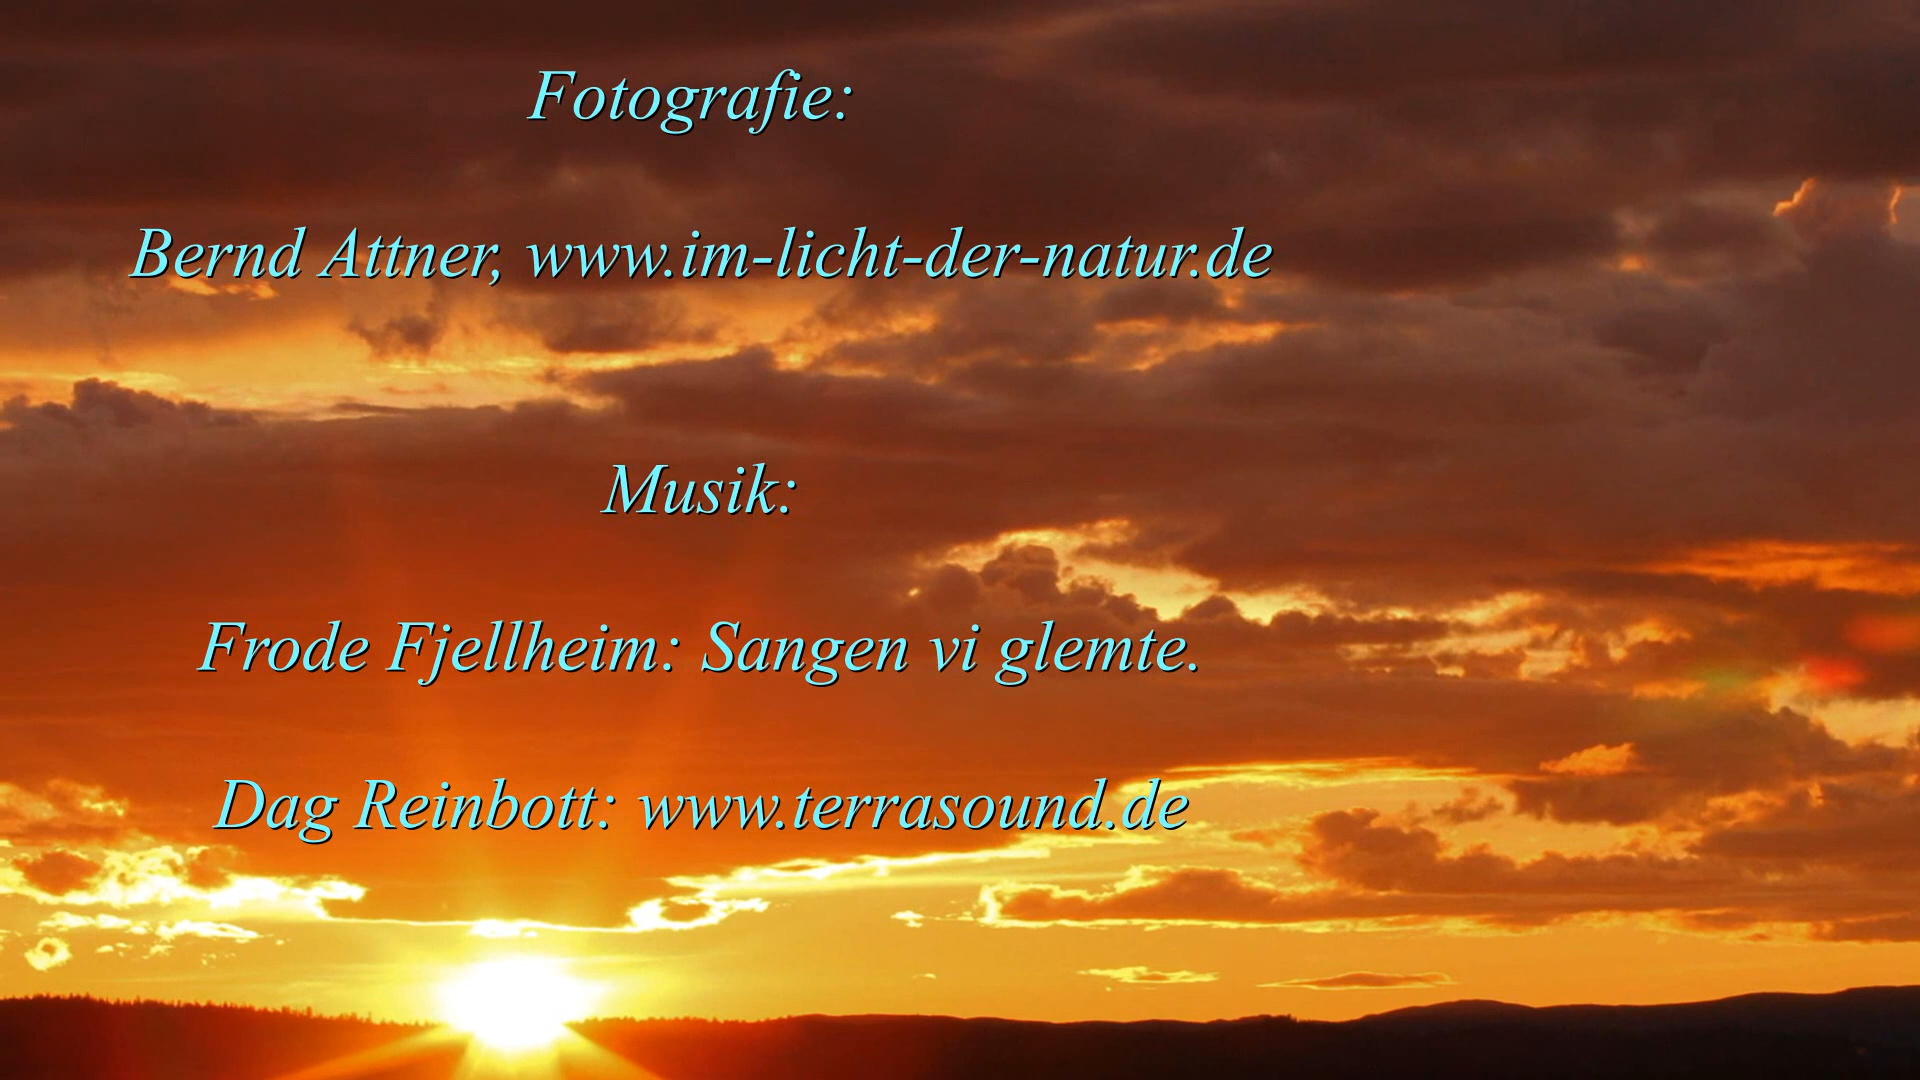 Fotografie:
Bernd Attner, www.im-licht-der-natur.de
Musik:
Frode Fjellheim: Sangen vi glemte.
Dag Reinbott: www.terrasound.de